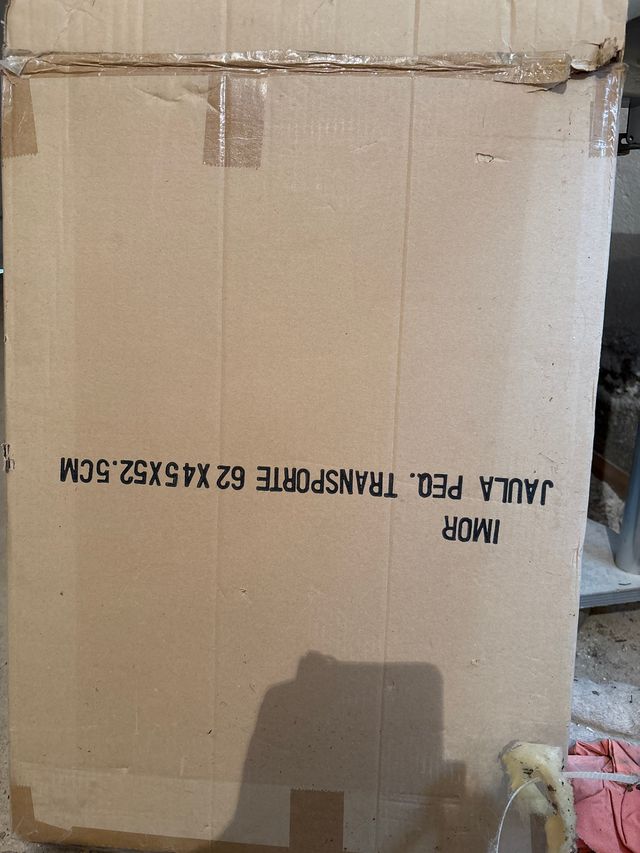 IMOR
JAULA PEQ. TRANSPORTE 62X45X52.5CM